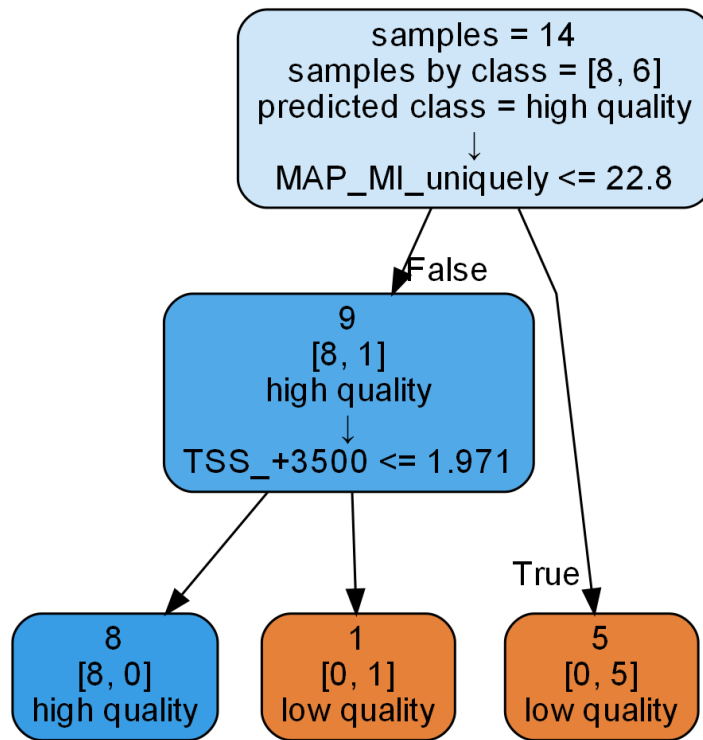 samples = 14
samples by class = [8, 6]
predicted class = high quality
↓
MAP_MI_uniquely <= 22.8
False
9
[8, 1]
high quality
↓
TSS_+3500 <= 1.971
True
8
[8, 0]
high quality
1
[0, 1]
low quality
5
[0, 5]
low quality